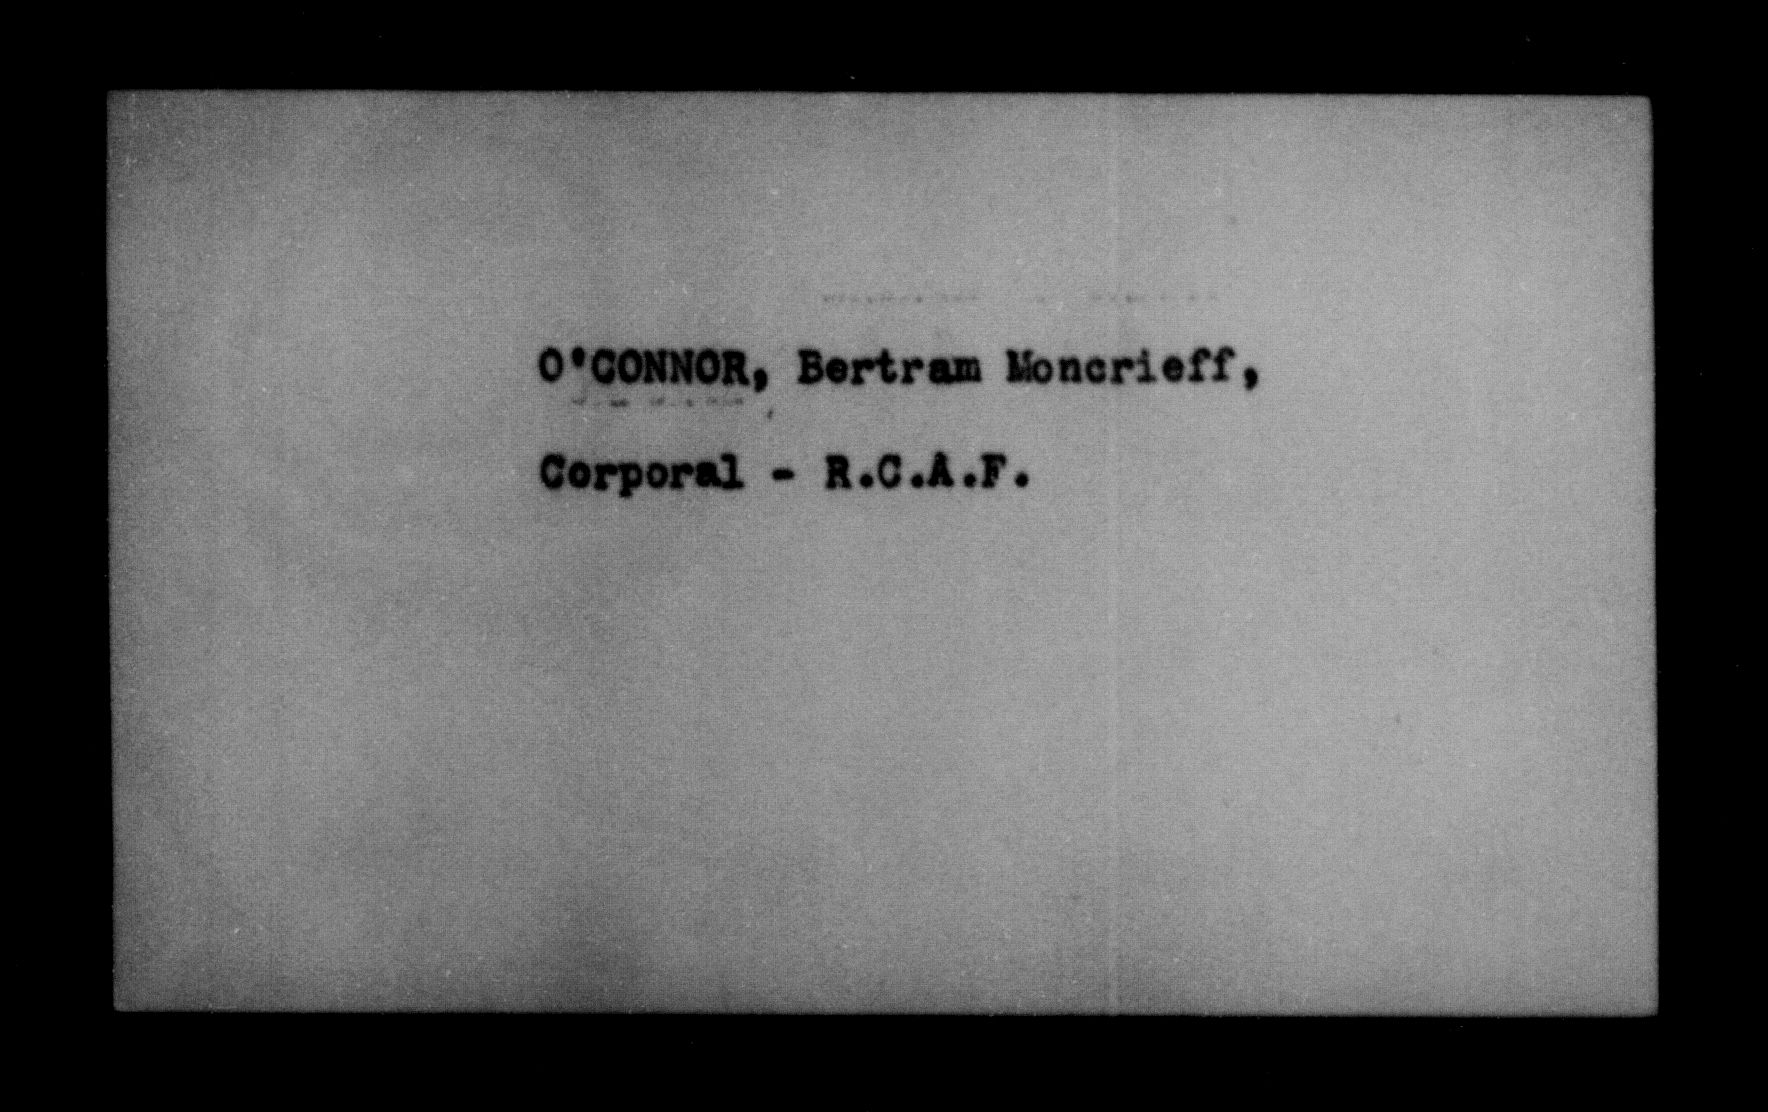 O'CONNOR, Bertram Moncrieff,
Corporal - R.C.A.F.